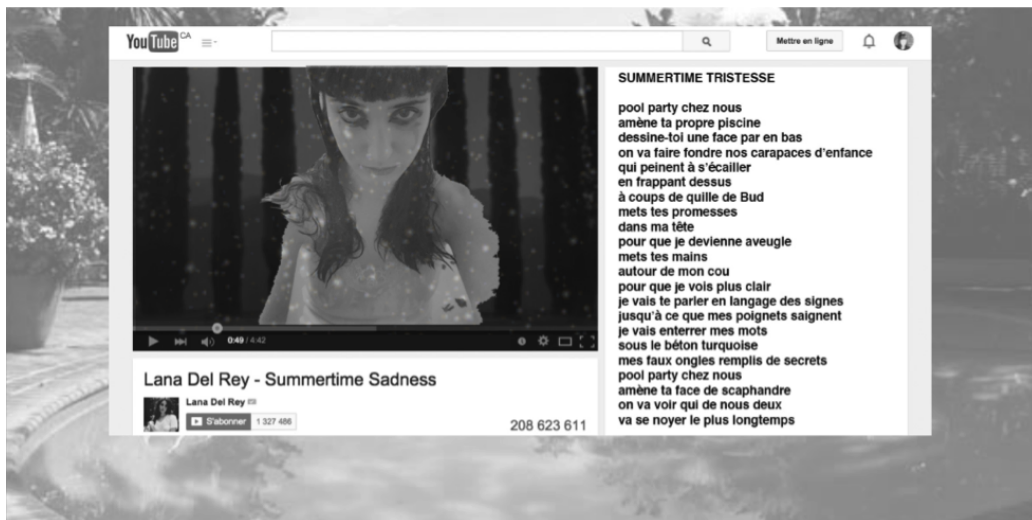 YouTube CA
Mettre en ligne
SUMMERTIME TRISTESSE
pool party chez nous
amène ta propre piscine
dessine-toi une face par en bas
on va faire fondre nos carapaces d'enfance
qui peinent à s'écailler
en frappant dessus
à coups de quille de Bud
mets tes promesses
dans ma tête
pour que je devienne aveugle
mets tes mains
autour de mon cou
pour que je vois plus clair
je vais te parler en langage des signes
jusqu'à ce que mes poignets saignent
je vais enterrer mes mots
sous le béton turquoise
mes faux ongles remplis de secrets
pool party chez nous
amène ta face de scaphandre
on va voir qui de nous deux
va se noyer le plus longtemps
0:49 / 4:42
Lana Del Rey - Summertime Sadness
Lana Del Rey
S'abonner 1 327 486
208 623 611